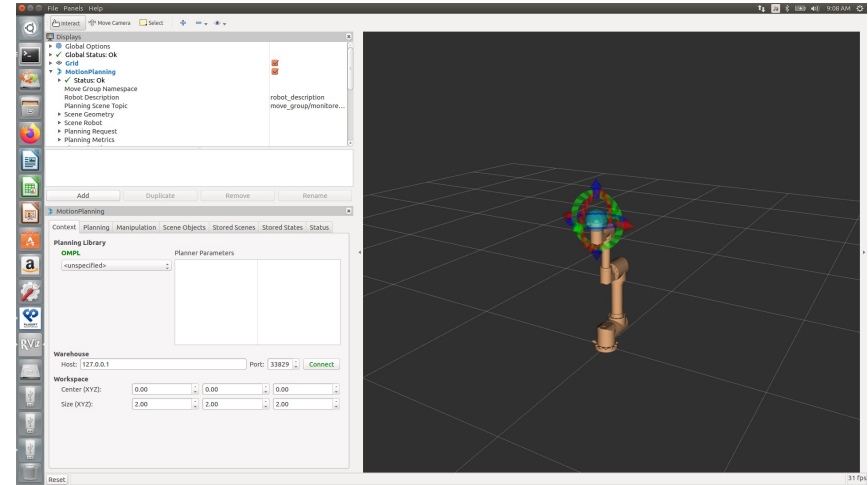 File Panels Help
9:08 AM
Interact Move Camera Select
Displays
Global Options
Global Status: Ok
Grid
MotionPlanning
Status: Ok
Move Group Namespace
Robot Description robot_description
Planning Scene Topic move_group/monitore...
Scene Geometry
Scene Robot
Planning Request
Planning Metrics
Add Duplicate Remove Rename
MotionPlanning
Context Planning Manipulation Scene Objects Stored Scenes Stored States Status
Planning Library
OMPL Planner Parameters
<unspecified>
Warehouse
Host: 127.0.0.1 Port: 33829 Connect
Workspace
Center (XYZ): 0.00 0.00 0.00
Size (XYZ): 2.00 2.00 2.00
RViz
Reset 31 fps